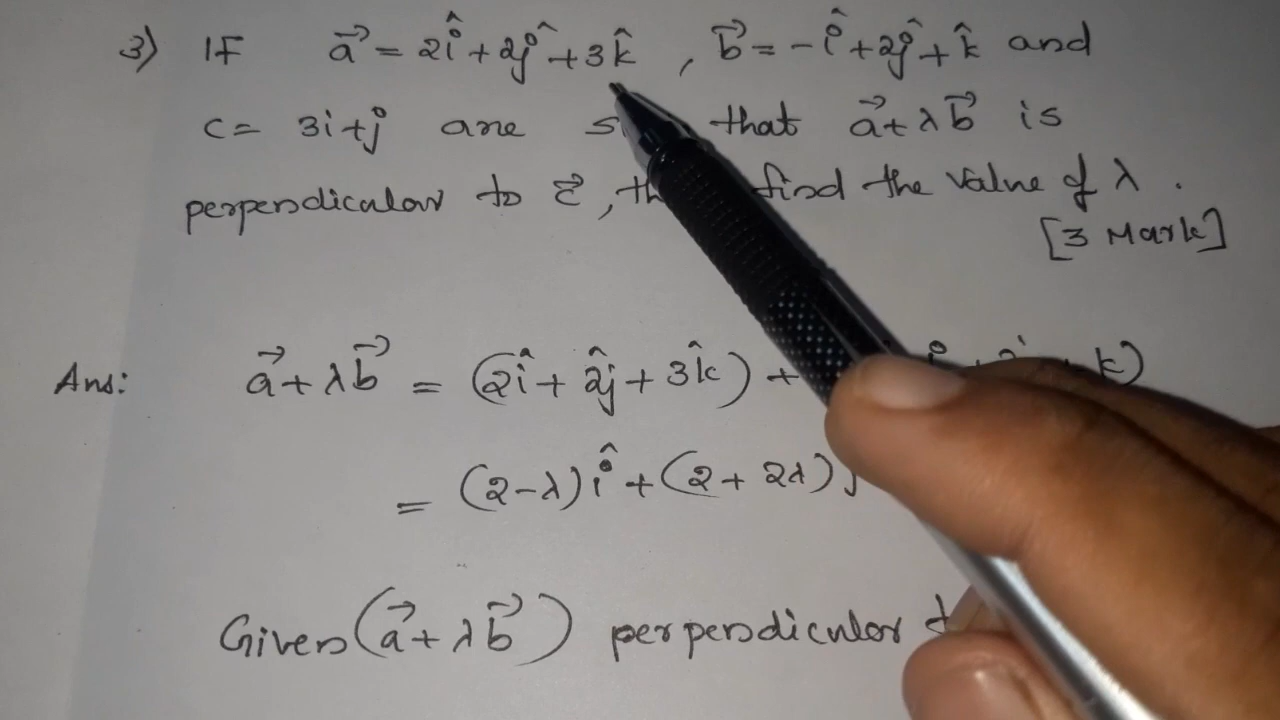 3) IF a⃗ = 2î + 2ĵ + 3k̂ , b⃗ = -î + 2ĵ + k̂ and
c = 3i + j are that a⃗ + λb⃗ is
perpendicular to c⃗ , find the value of λ .
[3 Mark]
Ans: a⃗ + λb⃗ = (2î + 2ĵ + 3k̂) + k)
= (2-λ)î + (2 + 2λ)j
Given (a⃗ + λb⃗) perpendicular